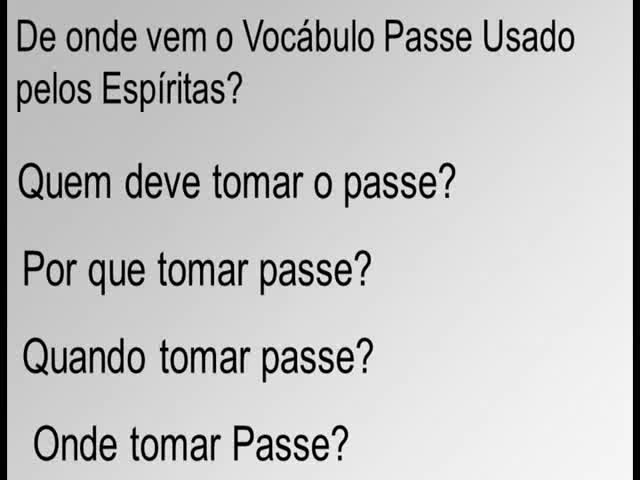 De onde vem o Vocábulo Passe Usado
pelos Espíritas?
Quem deve tomar o passe?
Por que tomar passe?
Quando tomar passe?
Onde tomar Passe?